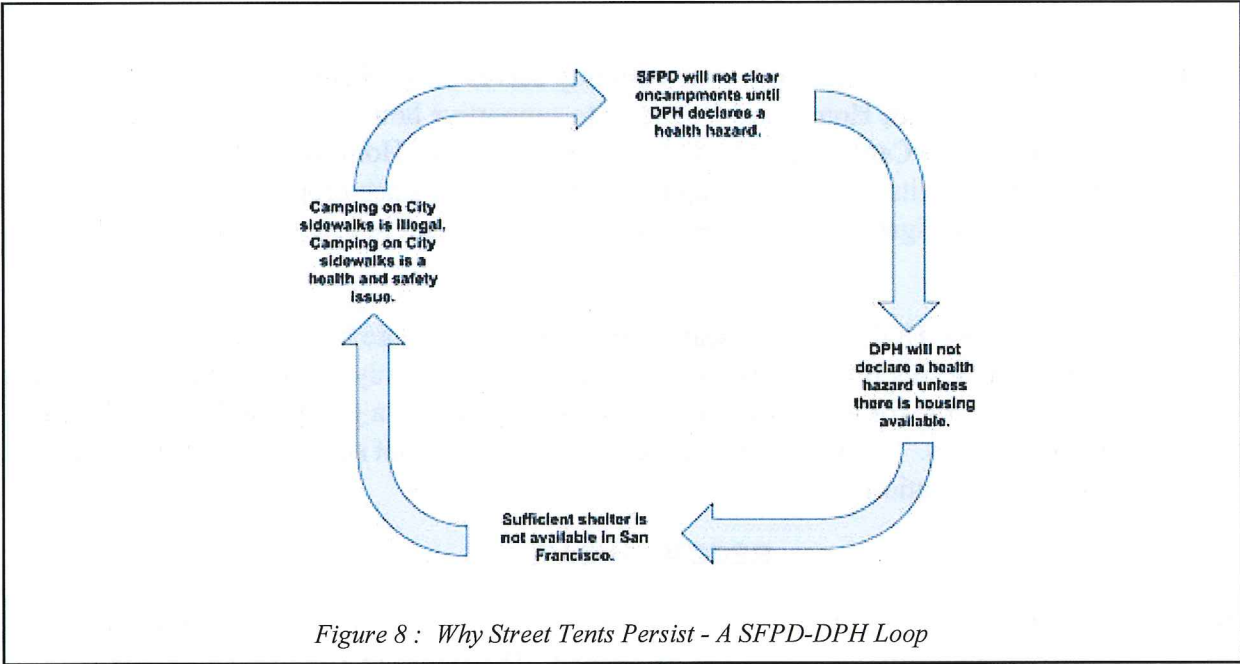 SFPD will not clear
encampments until
DPH declares a
health hazard.
DPH will not
declare a health
hazard unless
there is housing
available.
Sufficient shelter is
not available in San
Francisco.
Camping on City
sidewalks is illegal.
Camping on City
sidewalks is a
health and safety
issue.
Figure 8 : Why Street Tents Persist - A SFPD-DPH Loop